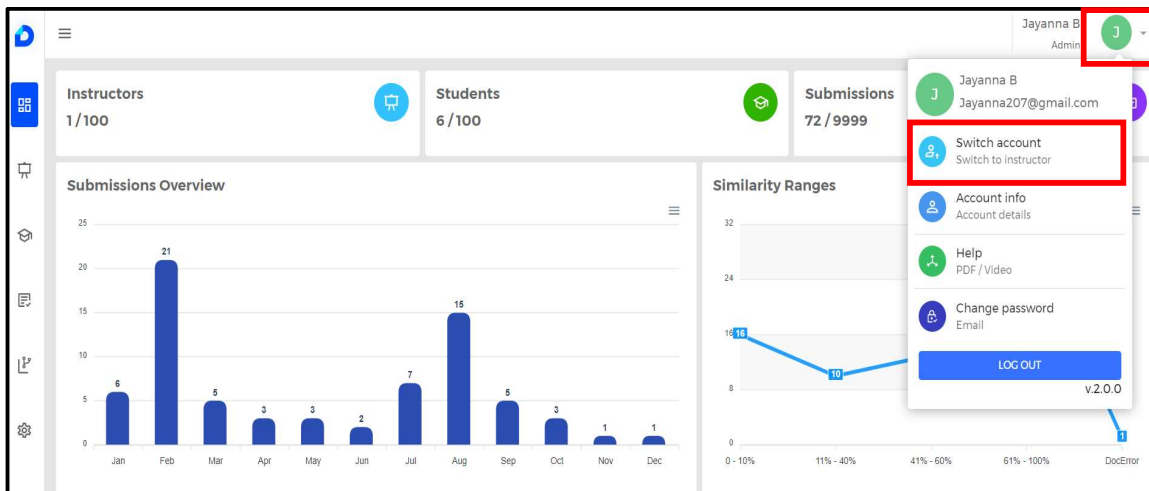 Jayanna B
Admin
J
Instructors
1 / 100
Students
6 / 100
Submissions
72 / 9999
J
Jayanna B
Jayanna207@gmail.com
Switch account
Switch to instructor
Account info
Account details
Help
PDF / Video
Change password
Email
LOG OUT
v.2.0.0
Submissions Overview
25
20
15
10
5
0
6
21
5
3
3
2
7
15
5
3
1
1
Jan Feb Mar Apr May Jun Jul Aug Sep Oct Nov Dec
Similarity Ranges
32
24
16
8
0
16
10
1
0 - 10% 11% - 40% 41% - 60% 61% - 100% DocError